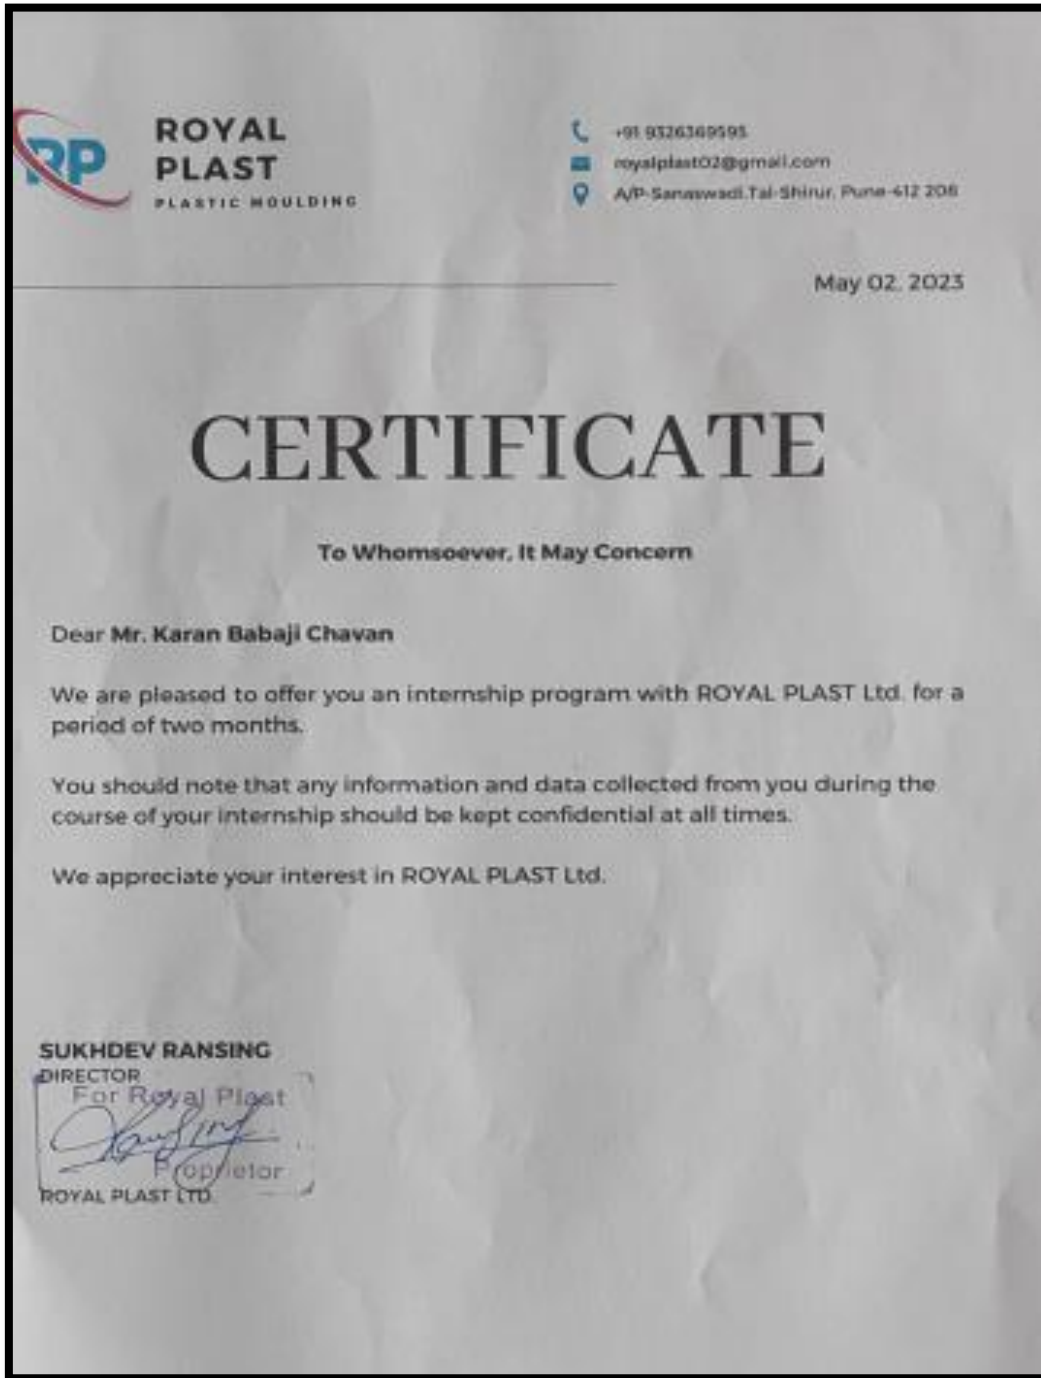 RP
ROYAL
PLAST
PLASTIC MOULDING
+91 9326369595
royalplast02@gmail.com
A/P-Sanaswadi,Tal-Shirur, Pune-412 208
May 02, 2023
CERTIFICATE
To Whomsoever, It May Concern
Dear Mr. Karan Babaji Chavan
We are pleased to offer you an internship program with ROYAL PLAST Ltd. for a
period of two months.
You should note that any information and data collected from you during the
course of your internship should be kept confidential at all times.
We appreciate your interest in ROYAL PLAST Ltd.
SUKHDEV RANSING
DIRECTOR
For Royal Plast
Proprietor
ROYAL PLAST LTD.